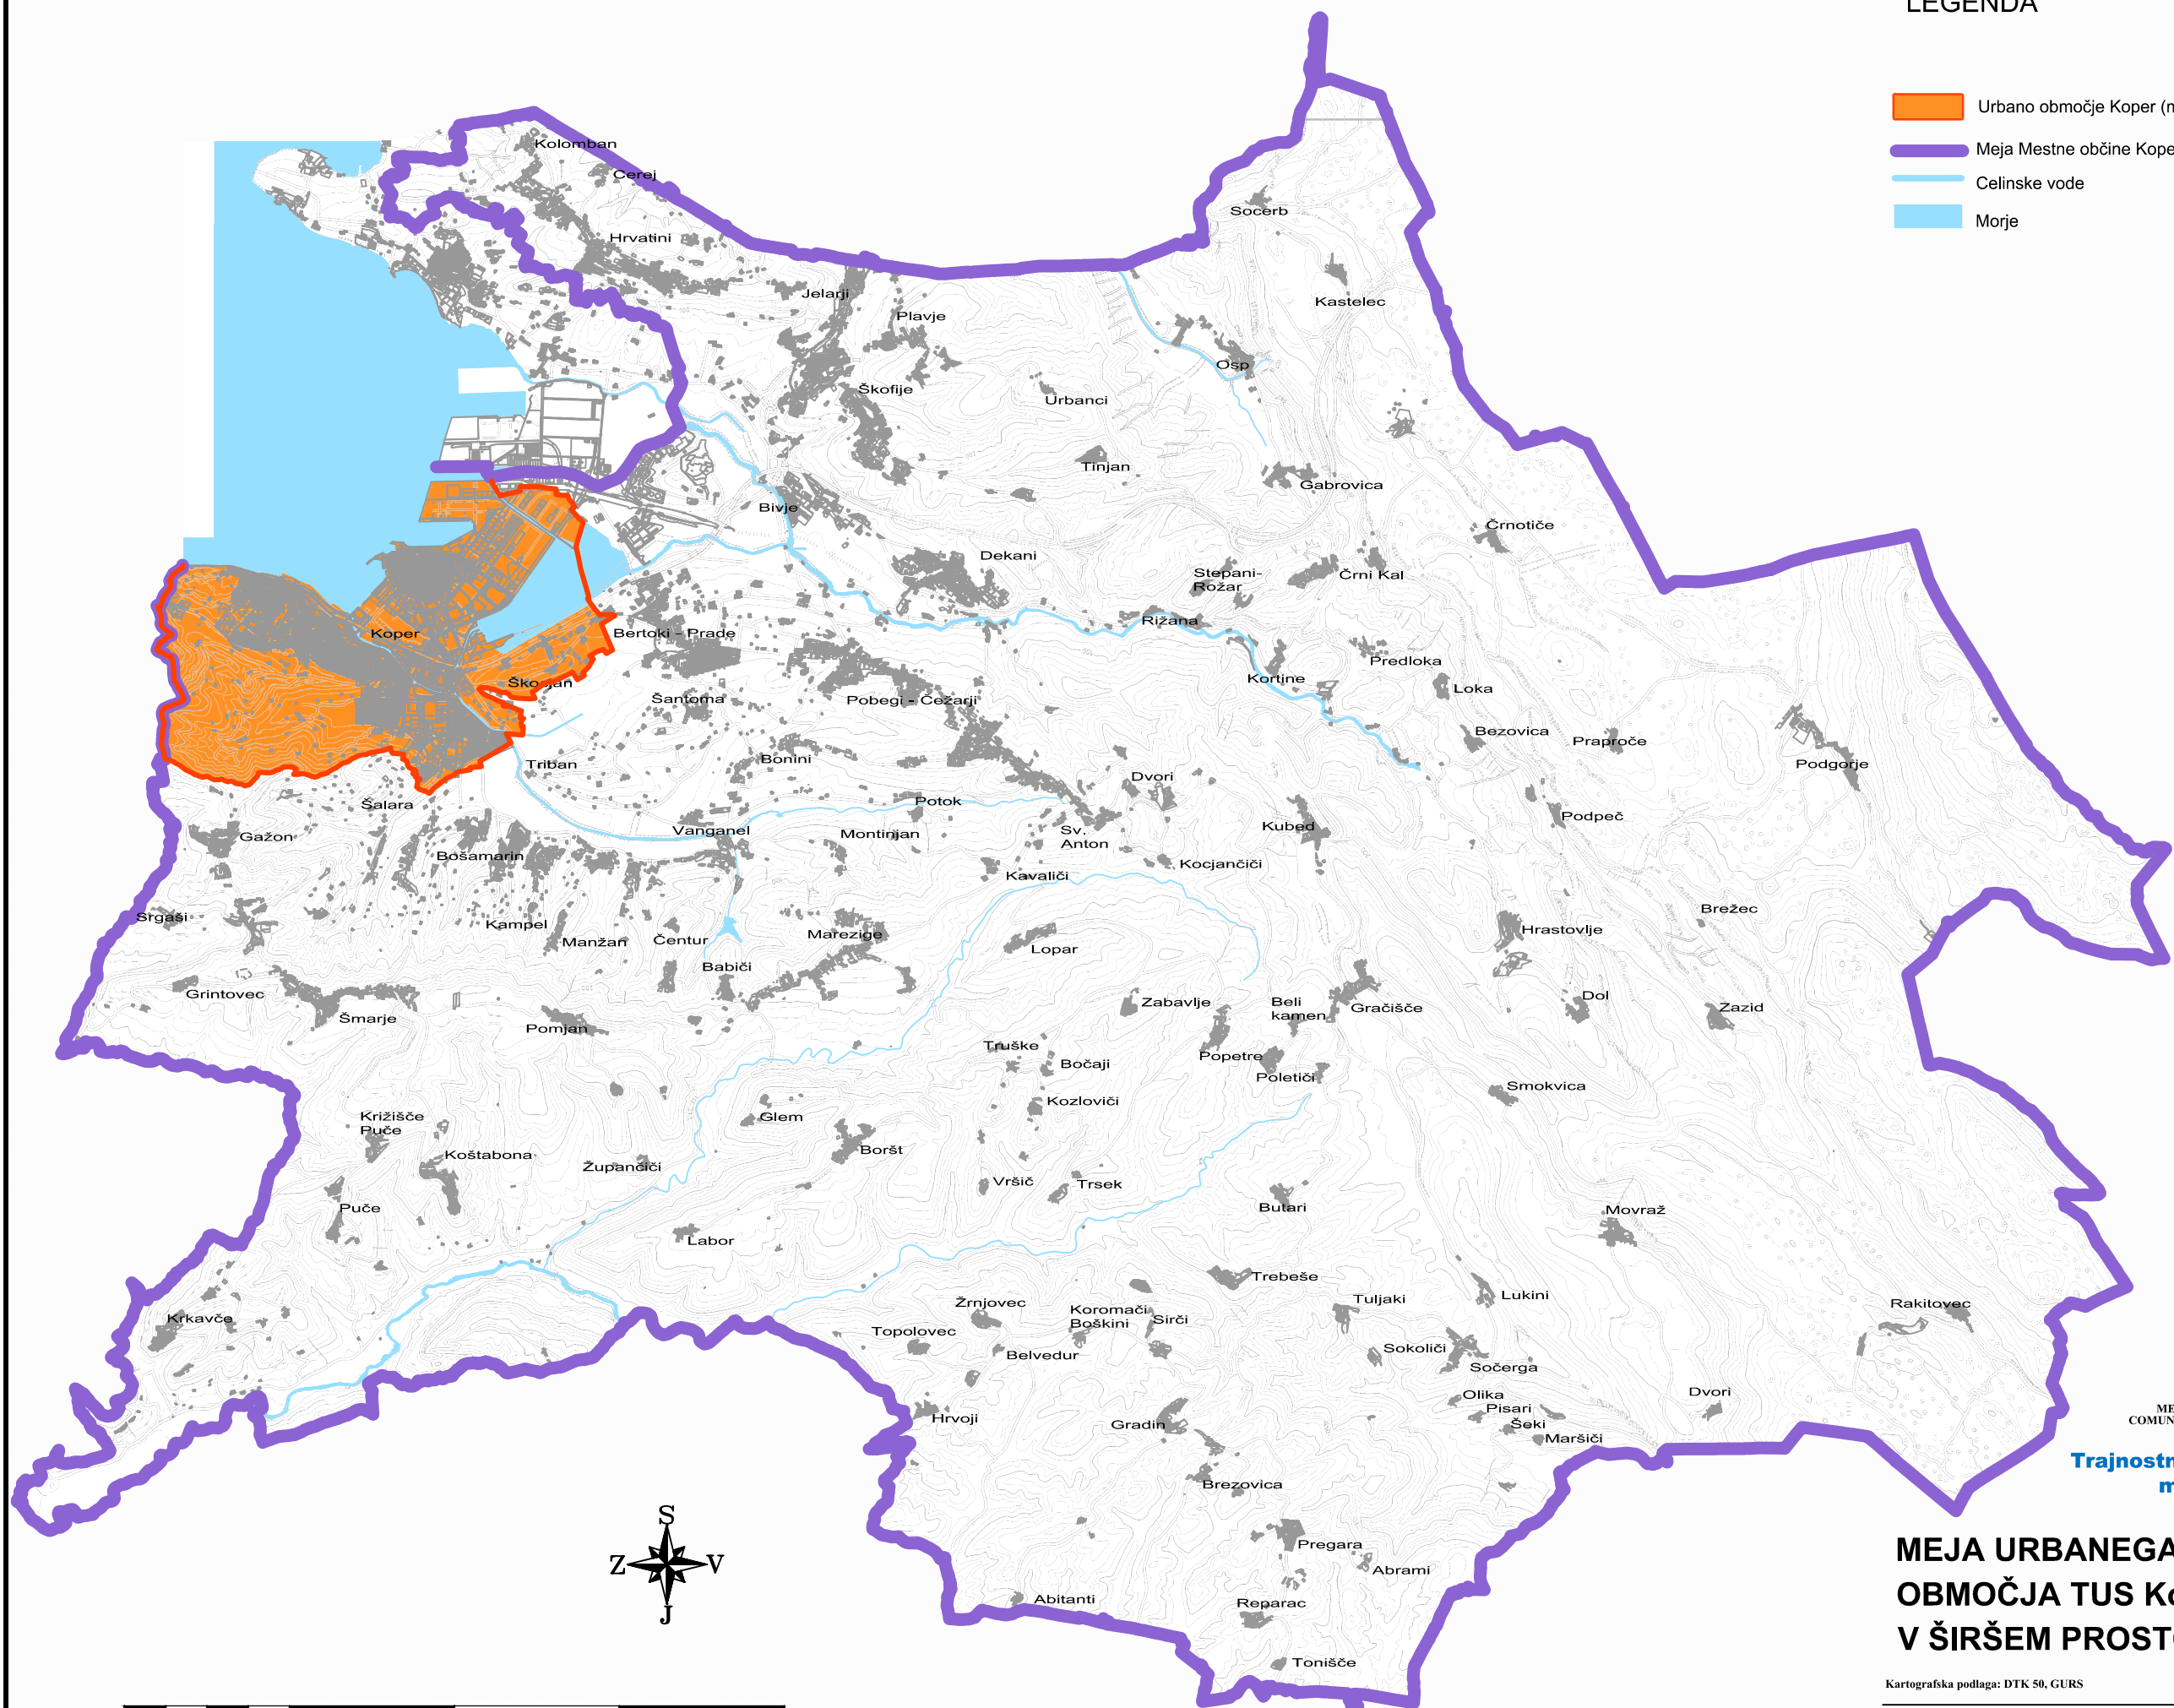 LEGENDA
Urbano območje Koper (m
Meja Mestne občine Kope
Celinske vode
Morje
Kolomban
Cerej
Socerb
Hrvatini
Jelarji
Kastelec
Plavje
Osp
Škofije
Urbanci
Tinjan
Gabrovica
Bivje
Črnotiče
Dekani
Stepani-
Rožar
Črni Kal
Rižana
Koper
Bertoki - Prade
Predloka
Kortine
Loka
Šantoma
Pobegi - Čežarji
Bezovica
Praproče
Triban
Bonini
Podgorje
Dvori
Šalara
Potok
Podpeč
Gažon
Vanganel
Montinjan
Sv.
Anton
Kubed
Bošamarin
Kocjančiči
Kavaliči
Srgaši
Brežec
Kampel
Manžan
Čentur
Marezige
Lopar
Hrastovlje
Babiči
Grintovec
Šmarje
Pomjan
Zabavlje
Beli
kamen
Gračišče
Dol
Zazid
Truške
Bočaji
Popetre
Poletiči
Smokvica
Kozloviči
Križišče
Puče
Glem
Koštabona
Župančiči
Boršt
Vršič
Trsek
Puče
Butari
Movraž
Labor
Trebeše
Krkavče
Žrnjovec
Koromači
Boškini
Sirči
Tuljaki
Lukini
Rakitovec
Topolovec
Belvedur
Sokoliči
Sočerga
Hrvoji
Gradin
Olika
Pisari
Šeki
Maršiči
Dvori
Brezovica
Pregara
Abrami
Abitanti
Reparac
Tonišče
S
Z
V
J
ME
COMUN
Trajnostn
m
MEJA URBANEGA
OBMOČJA TUS Ko
V ŠIRŠEM PROSTO
Kartografska podlaga: DTK 50, GURS